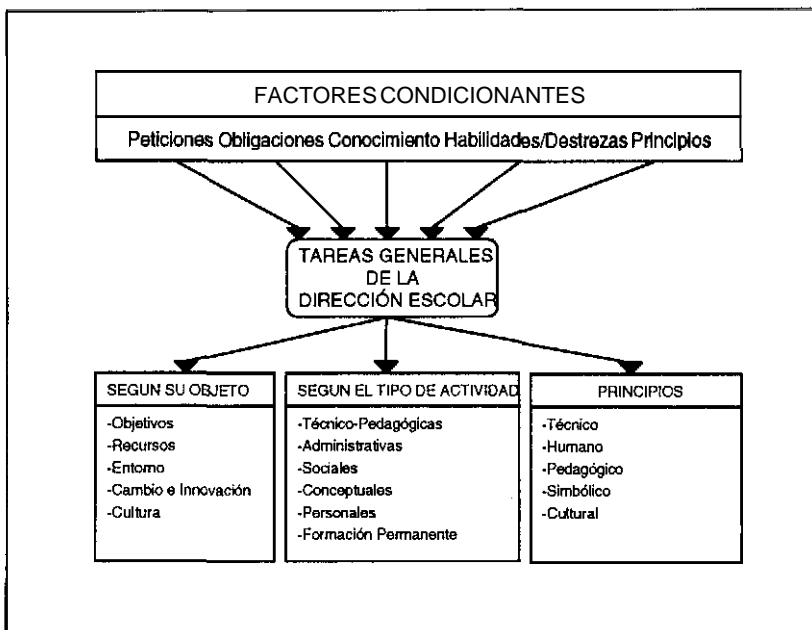 FACTORES CONDICIONANTES
Peticiones Obligaciones Conocimiento Habilidades/Destrezas Principios
TAREAS GENERALES
DE LA
DIRECCIÓN ESCOLAR
SEGUN SU OBJETO
-Objetivos
-Recursos
-Entorno
-Cambio e Innovación
-Cultura
SEGUN EL TIPO DE ACTIVIDAD
-Técnico-Pedagógicas
-Administrativas
-Sociales
-Conceptuales
-Personales
-Formación Permanente
PRINCIPIOS
-Técnico
-Humano
-Pedagógico
-Simbólico
-Cultural